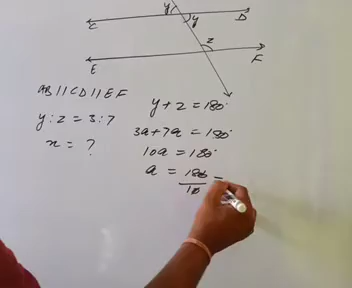 y
C D
y
z
E F
AB || CD || EF
y + z = 180°
y : z = 3 : 7
3a + 7a = 180°
x = ?
10a = 180°
a = 180/10 =